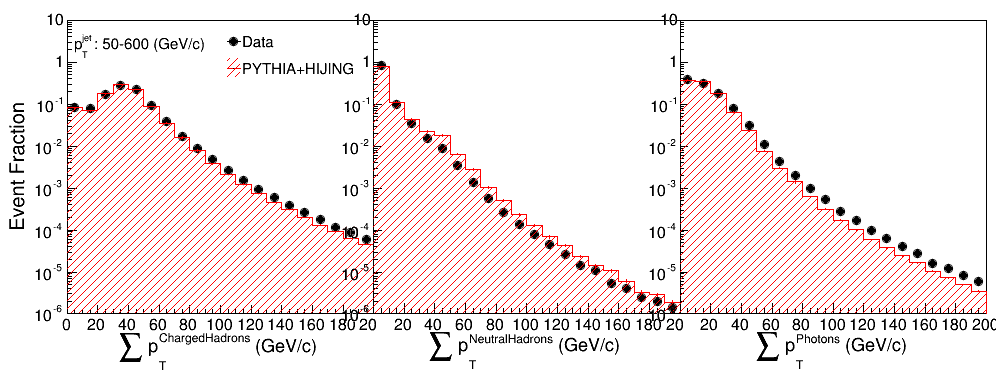 p_T^jet : 50-600 (GeV/c)
Data
PYTHIA+HIJING
Event Fraction
10
1
10^-1
10^-2
10^-3
10^-4
10^-5
10^-6
0 20 40 60 80 100 120 140 160 180
∑ p_T^ChargedHadrons (GeV/c)
10
1
10^-1
10^-2
10^-3
10^-4
10^-5
10^-6
20 40 60 80 100 120 140 160 180
∑ p_T^NeutralHadrons (GeV/c)
10
1
10^-1
10^-2
10^-3
10^-4
10^-5
10^-6
20 40 60 80 100 120 140 160 180 200
∑ p_T^Photons (GeV/c)